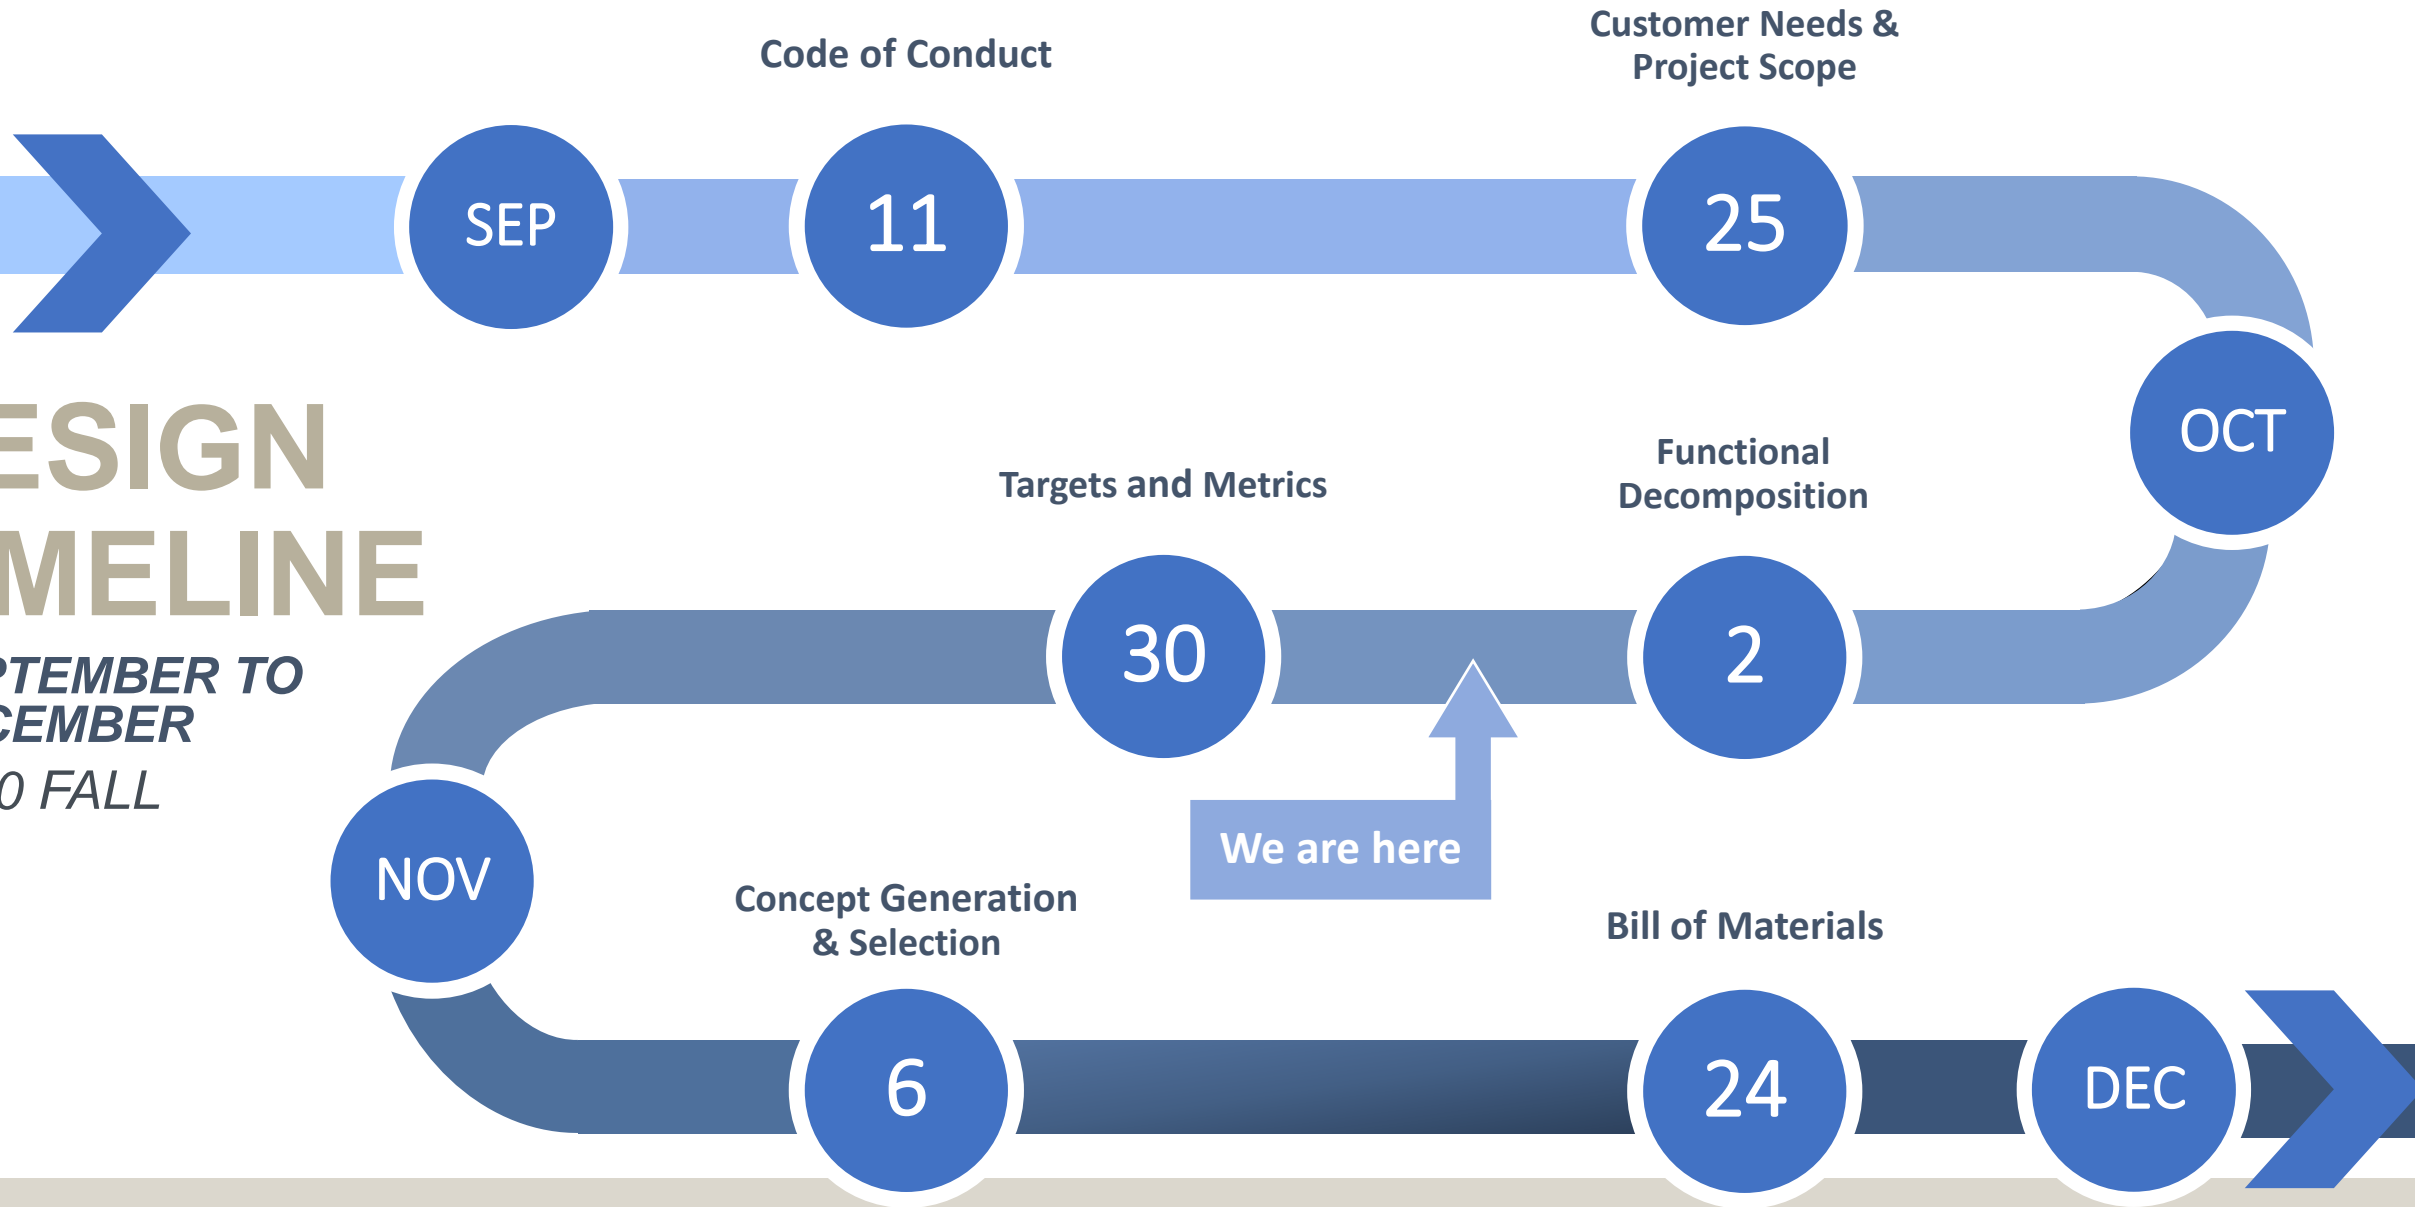 Code of Conduct
Customer Needs &
Project Scope
SEP
11
25
OCT
ESIGN
MELINE
PTEMBER TO
CEMBER
0 FALL
Functional
Decomposition
Targets and Metrics
2
30
We are here
NOV
Concept Generation
& Selection
Bill of Materials
6
24
DEC